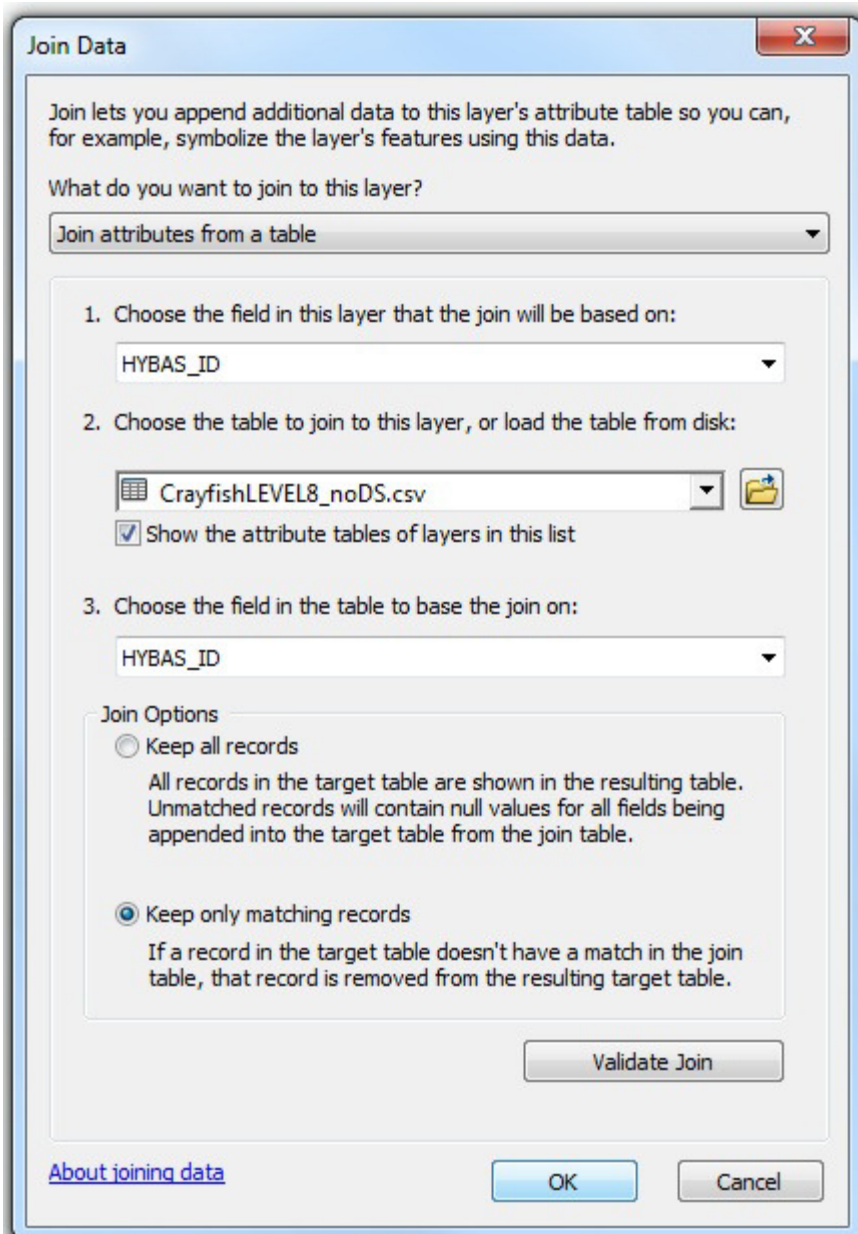 Join Data
Join lets you append additional data to this layer's attribute table so you can,
for example, symbolize the layer's features using this data.
What do you want to join to this layer?
Join attributes from a table
1. Choose the field in this layer that the join will be based on:
HYBAS_ID
2. Choose the table to join to this layer, or load the table from disk:
CrayfishLEVEL8_noDS.csv
Show the attribute tables of layers in this list
3. Choose the field in the table to base the join on:
HYBAS_ID
Join Options
Keep all records
All records in the target table are shown in the resulting table.
Unmatched records will contain null values for all fields being
appended into the target table from the join table.
Keep only matching records
If a record in the target table doesn't have a match in the join
table, that record is removed from the resulting target table.
Validate Join
About joining data
OK
Cancel